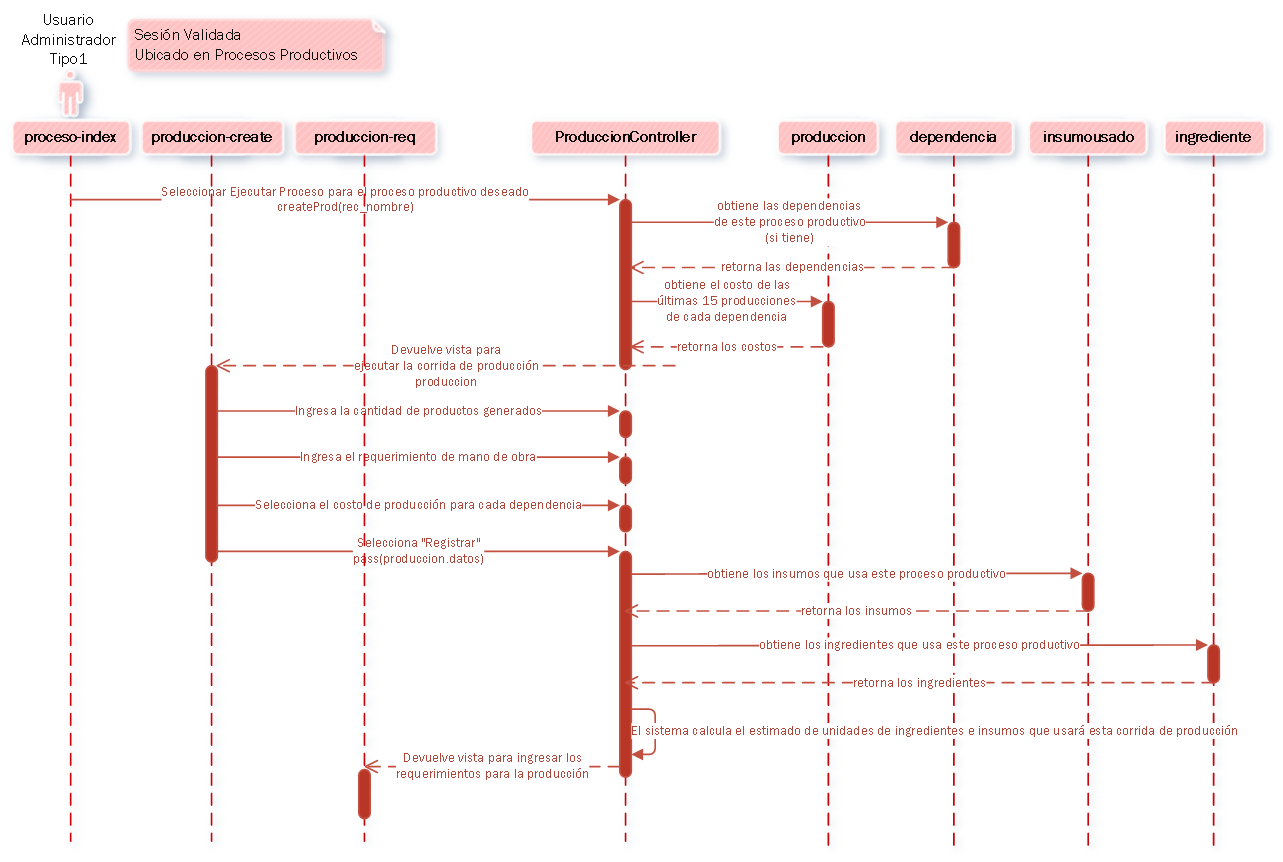 Usuario
Administrador
Tipo1
Sesión Validada
Ubicado en Procesos Productivos
proceso-index
produccion-create
produccion-req
ProduccionController
produccion
dependencia
insumousado
ingrediente
Seleccionar Ejecutar Proceso para el proceso productivo deseado
createProd(rec_nombre)
obtiene las dependencias
de este proceso productivo
(si tiene)
retorna las dependencias
obtiene el costo de las
últimas 15 producciones
de cada dependencia
retorna los costos
Devuelve vista para
ejecutar la corrida de producción
produccion
Ingresa la cantidad de productos generados
Ingresa el requerimiento de mano de obra
Selecciona el costo de producción para cada dependencia
Selecciona "Registrar"
pass(produccion.datos)
obtiene los insumos que usa este proceso productivo
retorna los insumos
obtiene los ingredientes que usa este proceso productivo
retorna los ingredientes
El sistema calcula el estimado de unidades de ingredientes e insumos que usará esta corrida de producción
Devuelve vista para ingresar los
requerimientos para la producción